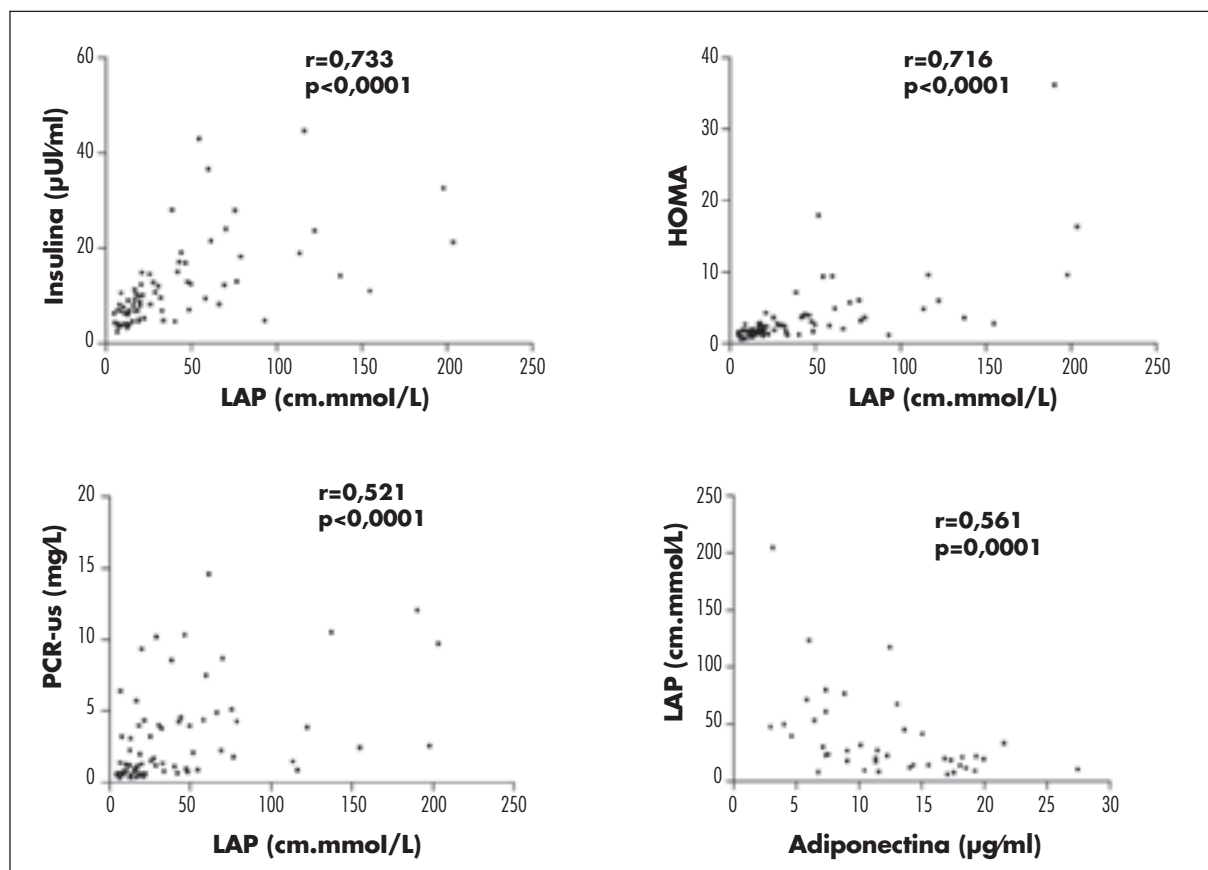 r=0,733
p<0,0001
60
40
20
0
Insulina (µUI/ml)
0 50 100 150 200 250
LAP (cm.mmol/L)
r=0,716
p<0,0001
40
30
20
10
0
HOMA
0 50 100 150 200 250
LAP (cm.mmol/L)
r=0,521
p<0,0001
20
15
10
5
0
PCR-us (mg/L)
0 50 100 150 200 250
LAP (cm.mmol/L)
r=0,561
p=0,0001
250
200
150
100
50
0
LAP (cm.mmol/L)
0 5 10 15 20 25 30
Adiponectina (µg/ml)